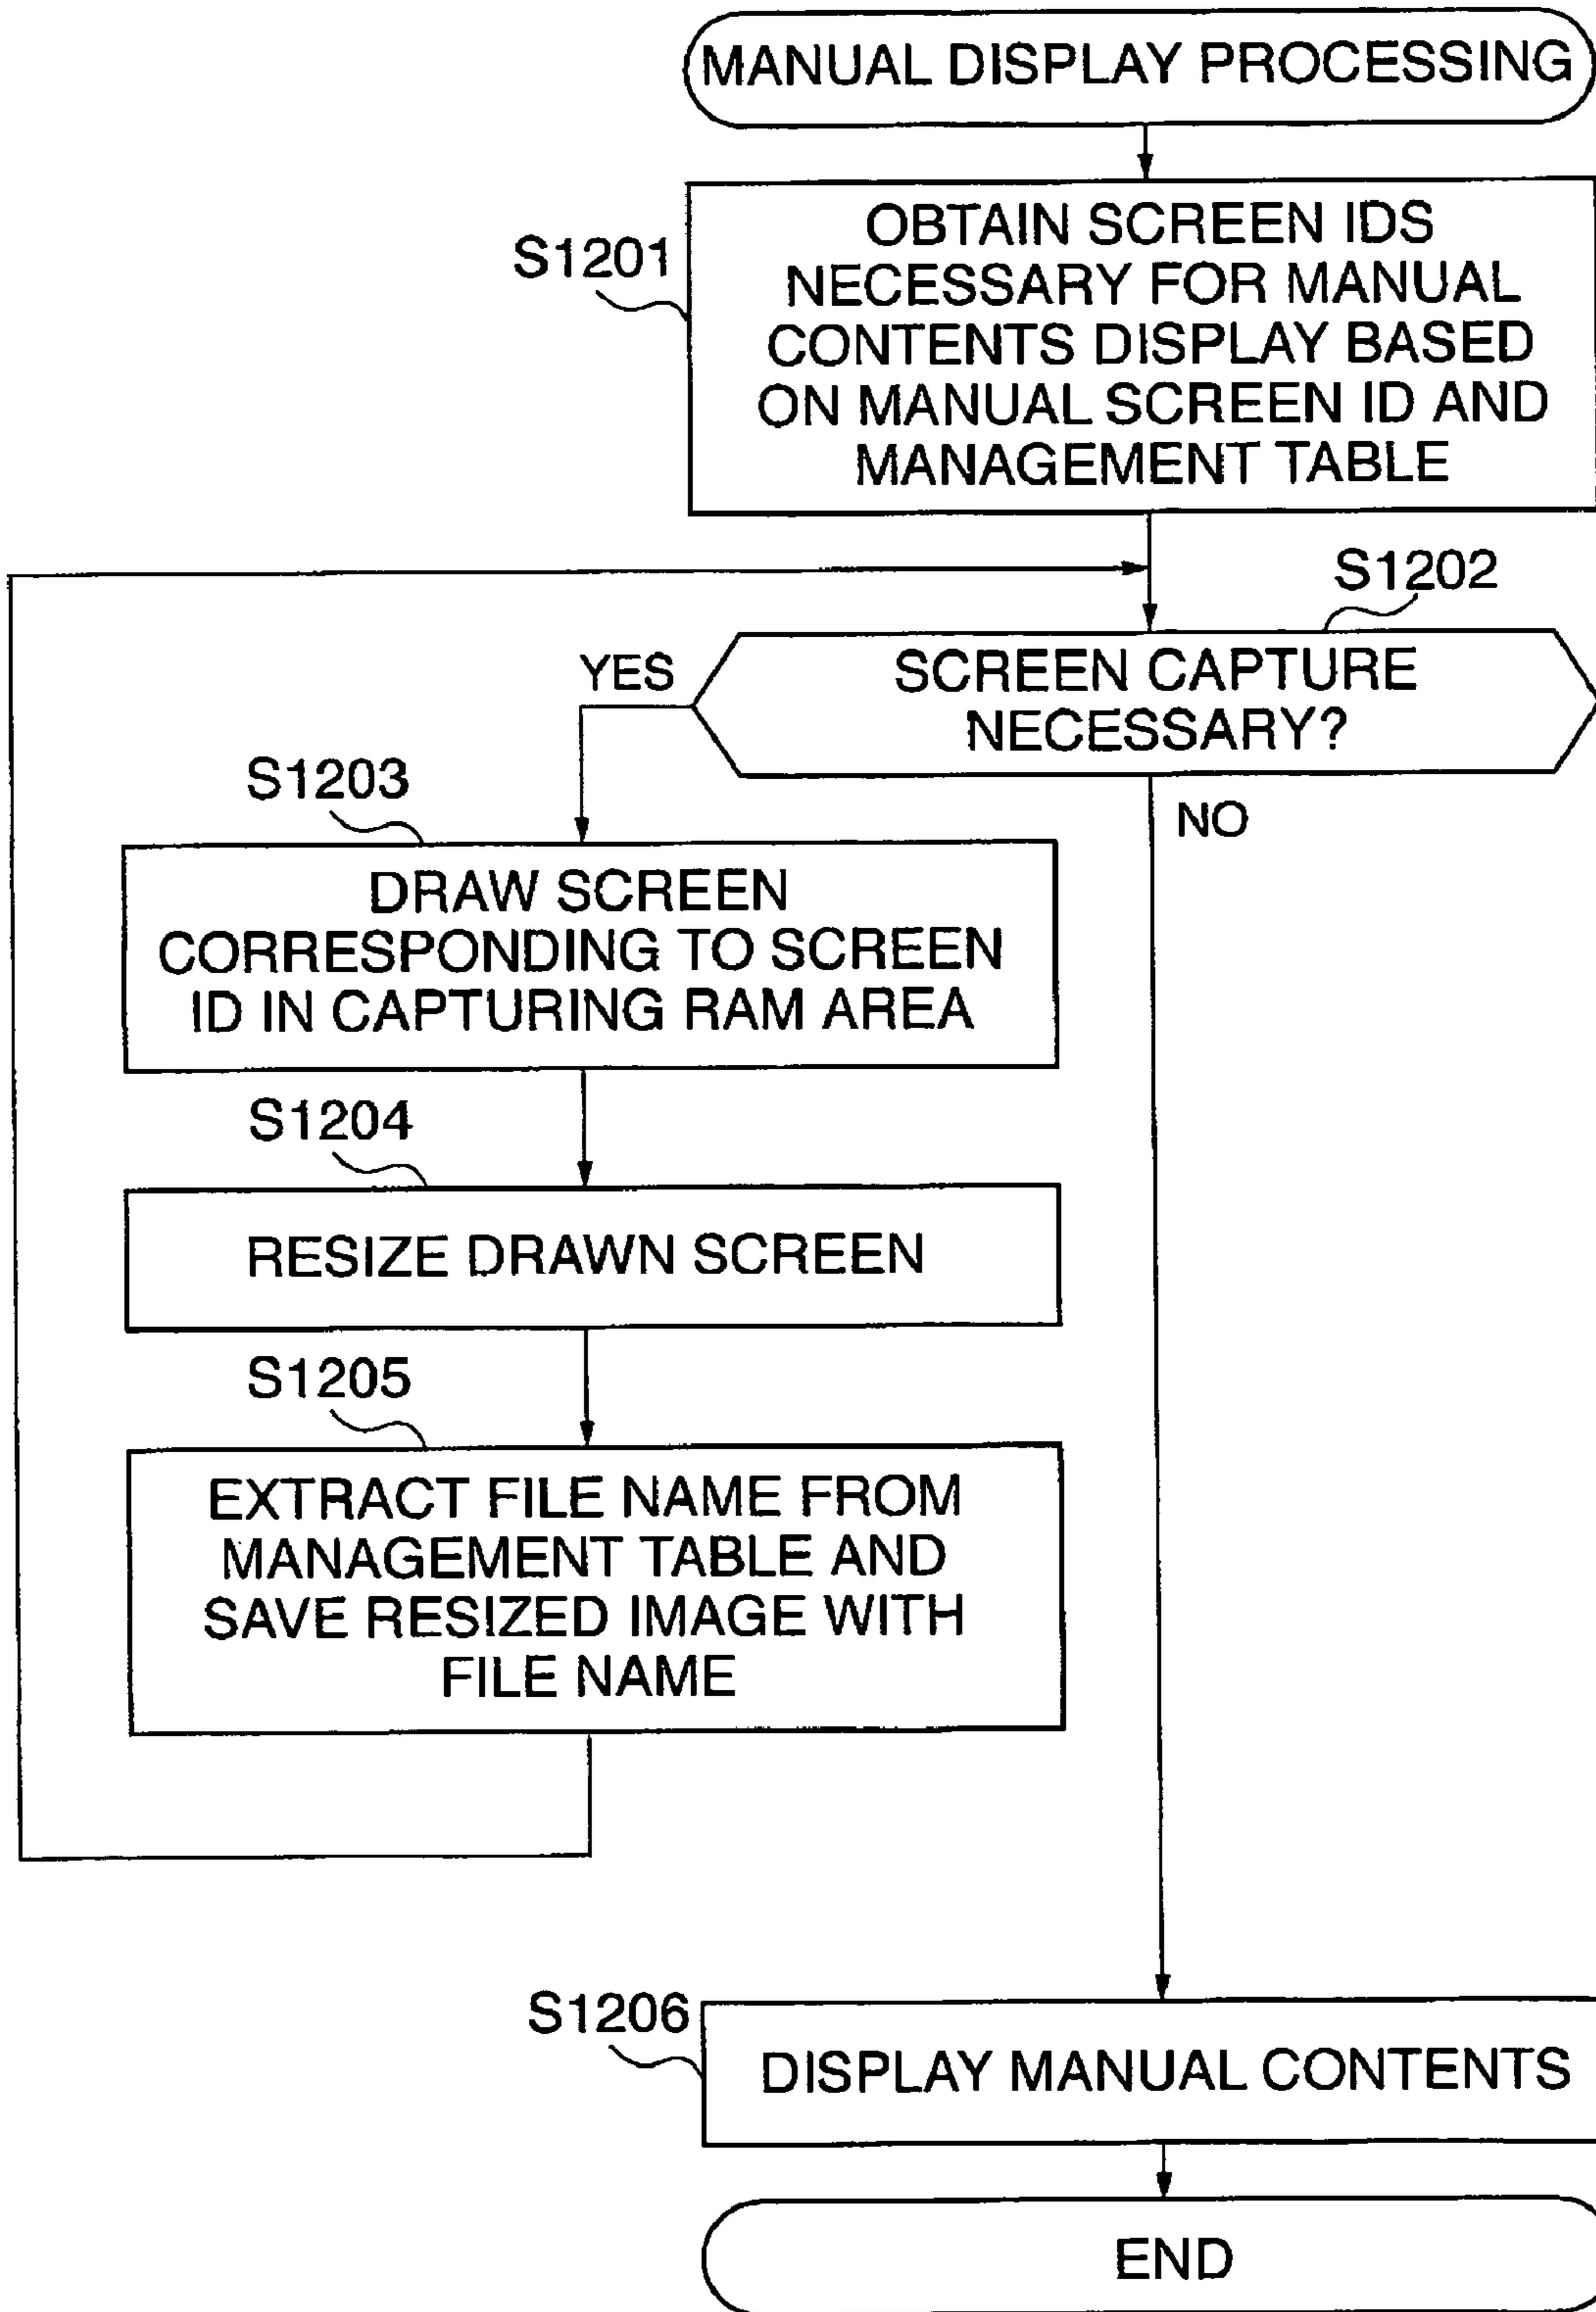 MANUAL DISPLAY PROCESSING
S1201
OBTAIN SCREEN IDS
NECESSARY FOR MANUAL
CONTENTS DISPLAY BASED
ON MANUAL SCREEN ID AND
MANAGEMENT TABLE
S1202
SCREEN CAPTURE
NECESSARY?
YES
NO
S1203
DRAW SCREEN
CORRESPONDING TO SCREEN
ID IN CAPTURING RAM AREA
S1204
RESIZE DRAWN SCREEN
S1205
EXTRACT FILE NAME FROM
MANAGEMENT TABLE AND
SAVE RESIZED IMAGE WITH
FILE NAME
S1206
DISPLAY MANUAL CONTENTS
END